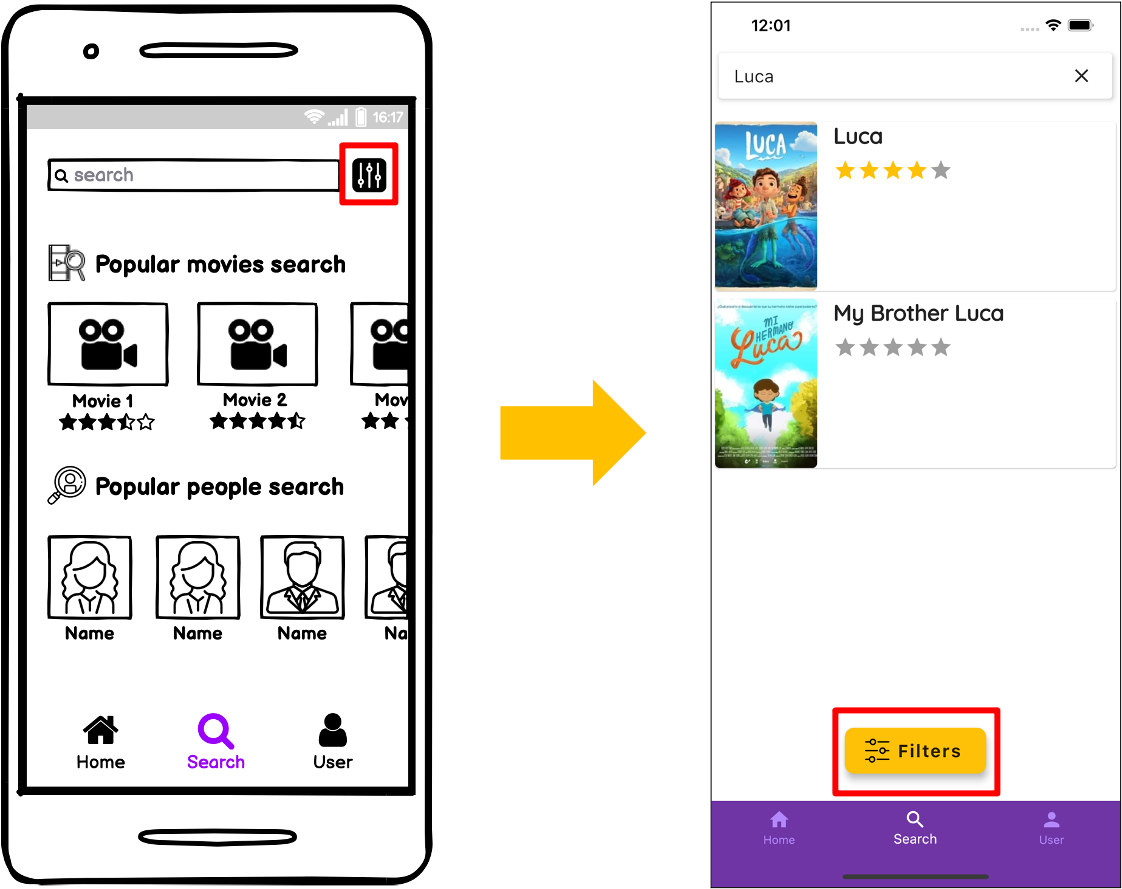 16:17
search
Popular movies search
Movie 1
Movie 2
Mov
Popular people search
Name
Name
Name
Na
Home
Search
User
12:01
Luca
LUCA
Luca
MI
HERMANO
Luca
My Brother Luca
Filters
Home
Search
User